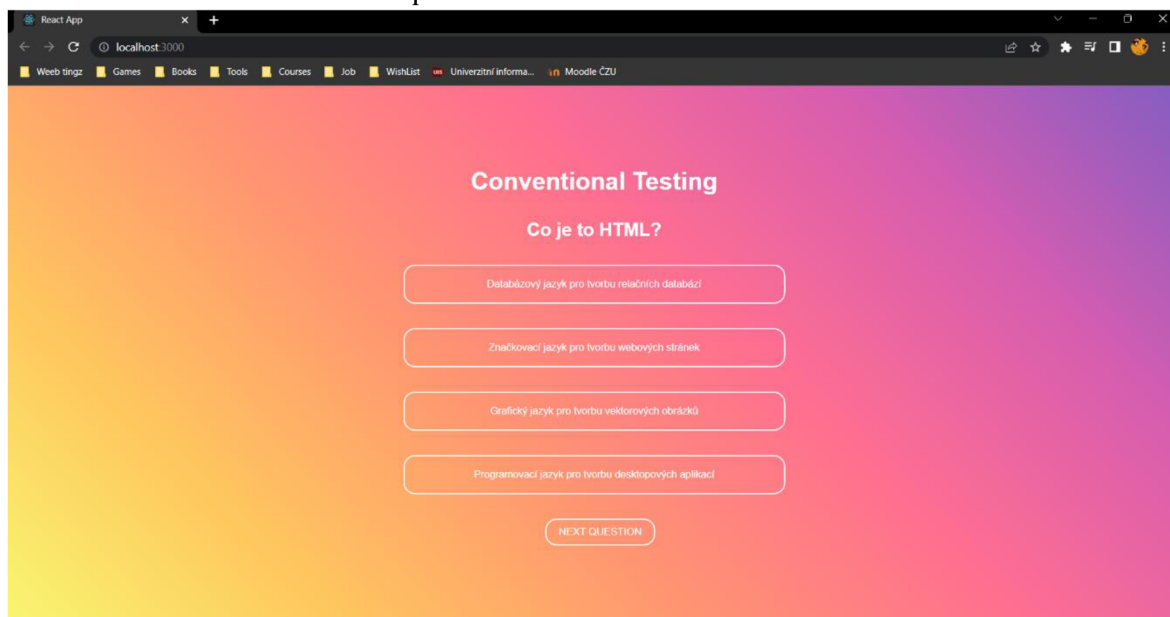 React App
localhost:3000
Weeb tingz Games Books Tools Courses Job WishList UIS Univerzitní informa... Moodle ČZU
Conventional Testing
Co je to HTML?
Databázový jazyk pro tvorbu relačních databází
Značkovací jazyk pro tvorbu webových stránek
Grafický jazyk pro tvorbu vektorových obrázků
Programovací jazyk pro tvorbu desktopových aplikací
NEXT QUESTION